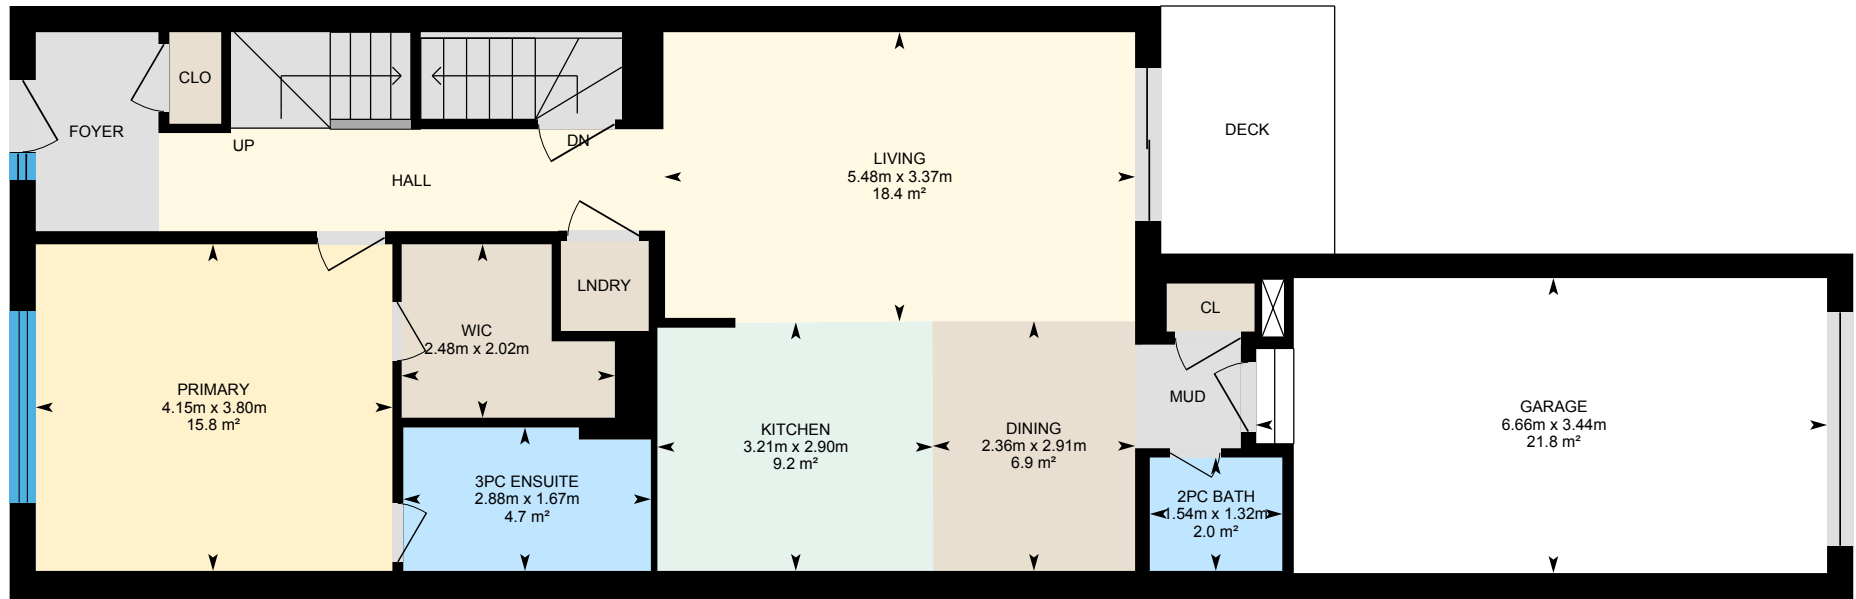 CLO
FOYER
UP
DN
HALL
LIVING
5.48m x 3.37m
18.4 m²
DECK
LNDRY
WIC
2.48m x 2.02m
CL
PRIMARY
4.15m x 3.80m
15.8 m²
MUD
GARAGE
6.66m x 3.44m
21.8 m²
KITCHEN
3.21m x 2.90m
9.2 m²
DINING
2.36m x 2.91m
6.9 m²
3PC ENSUITE
2.88m x 1.67m
4.7 m²
2PC BATH
1.54m x 1.32m
2.0 m²